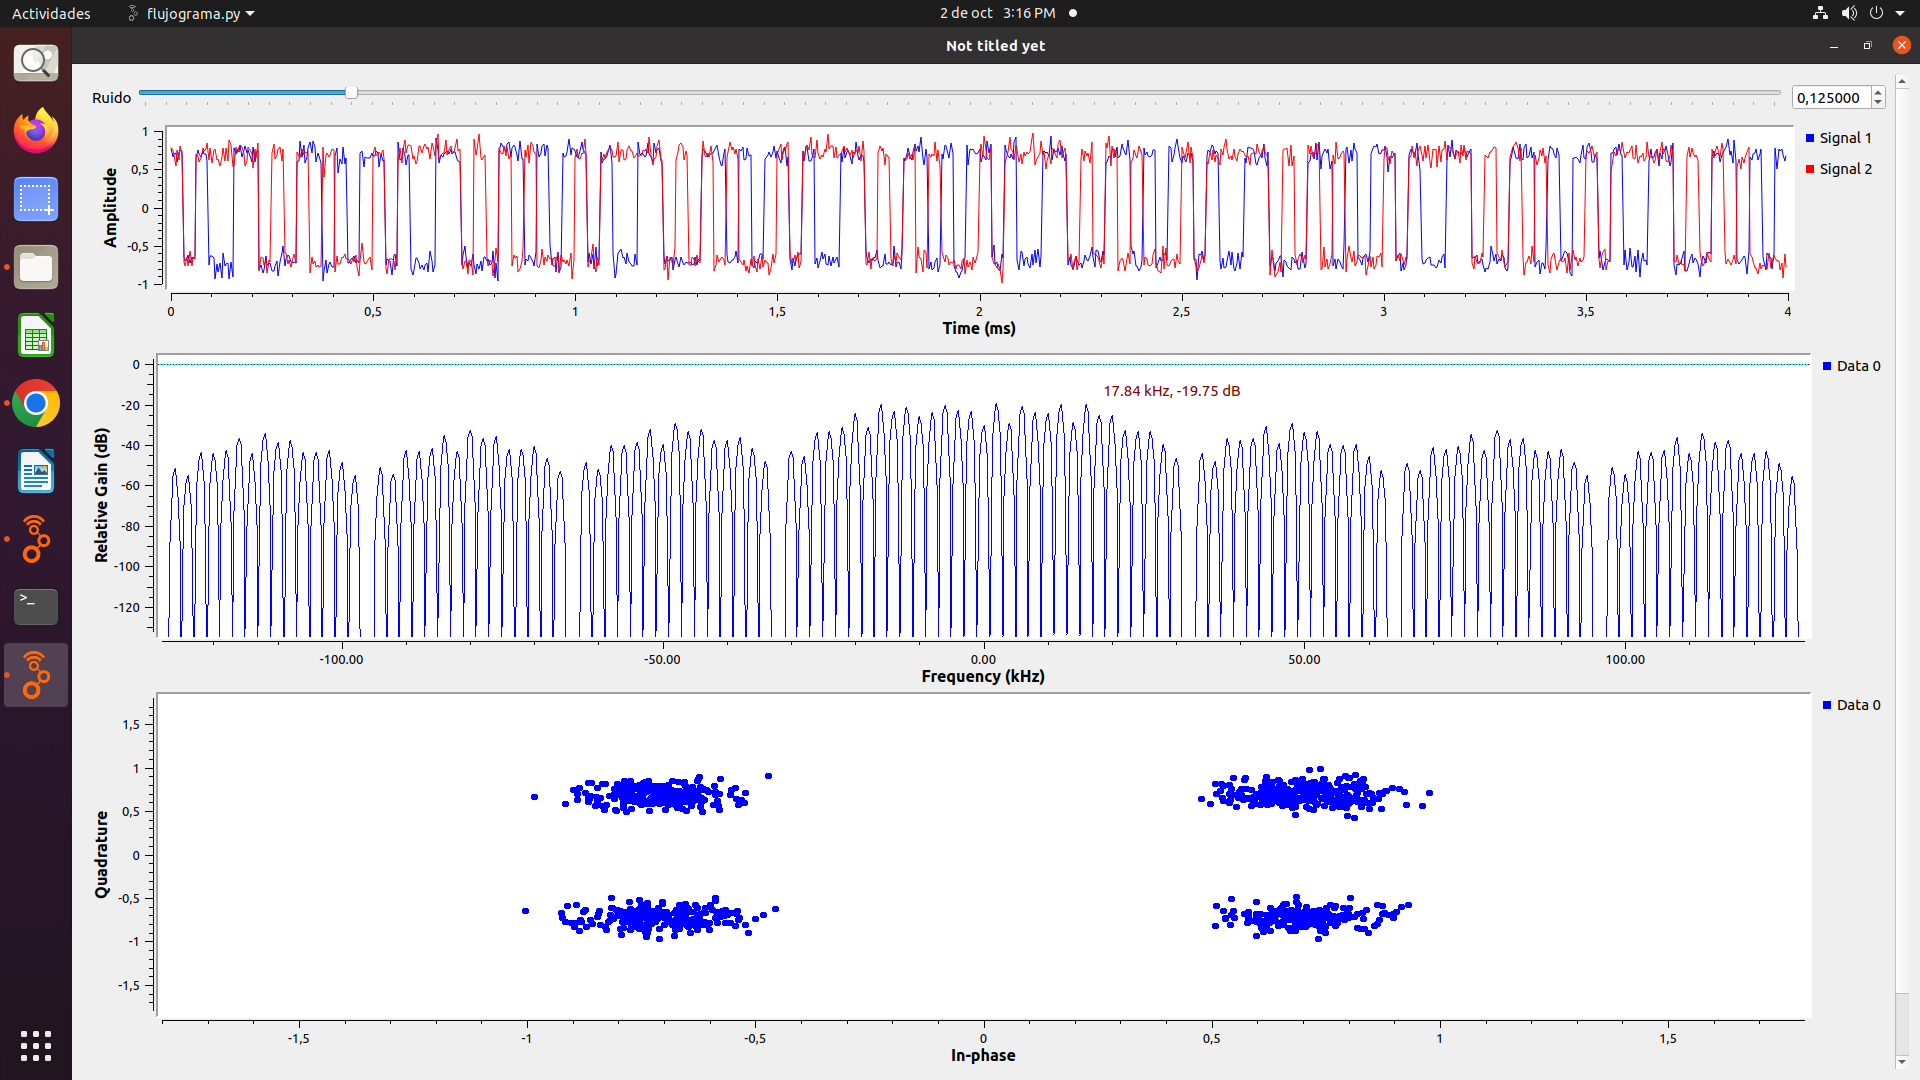 Actividades flujograma.py 2 de oct 3:16 PM
Not titled yet
Ruido 0,125000
1
0,5
0
-0,5
-1
Amplitude
Signal 1
Signal 2
0 0,5 1 1,5 2 2,5 3 3,5 4
Time (ms)
0
-20
-40
-60
-80
-100
-120
Relative Gain (dB)
17.84 kHz, -19.75 dB
Data 0
-100.00 -50.00 0.00 50.00 100.00
Frequency (kHz)
1,5
1
0,5
0
-0,5
-1
-1,5
Quadrature
Data 0
-1,5 -1 -0,5 0 0,5 1 1,5
In-phase
>_